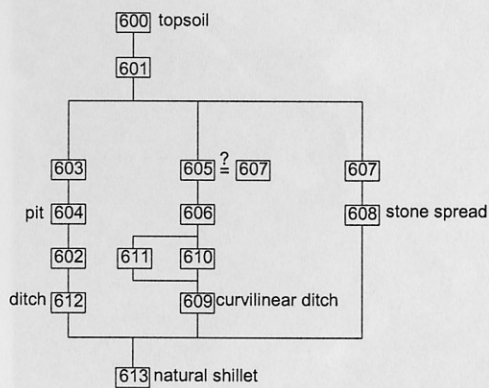 600 topsoil
601
603 605 ?= 607 607
pit 604 606 608 stone spread
602 611 610
ditch 612 609 curvilinear ditch
613 natural shillet